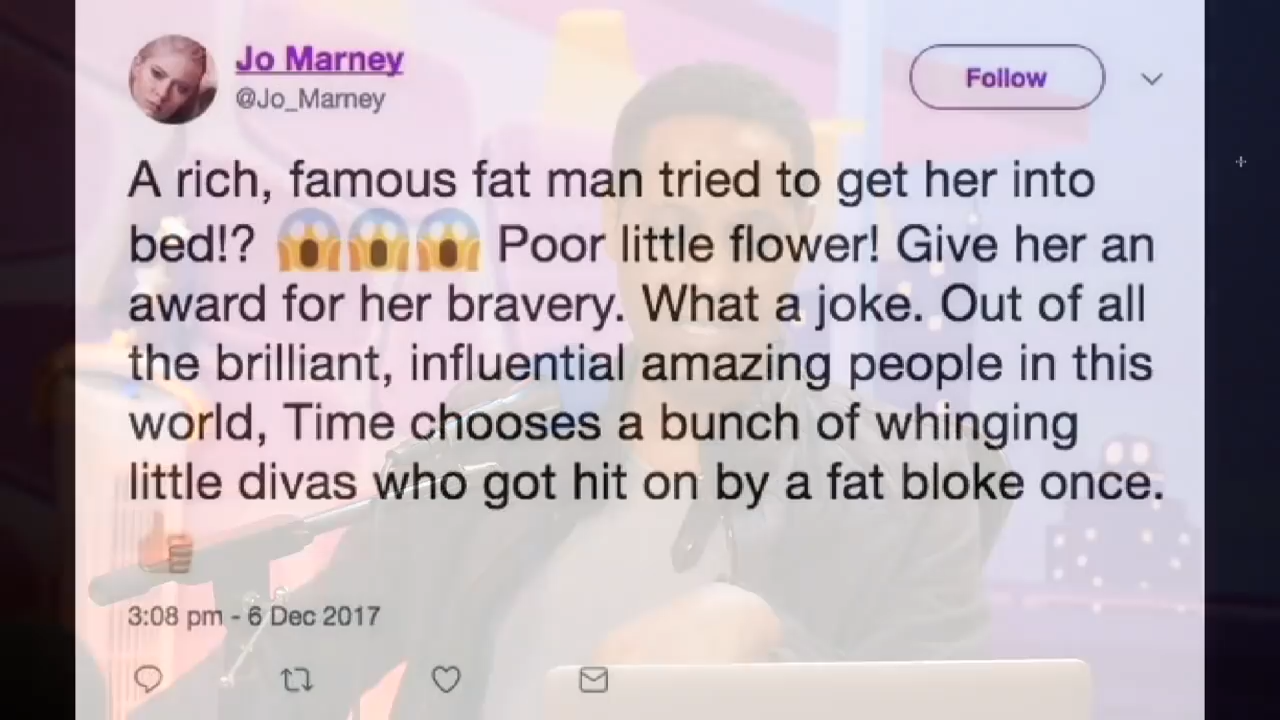 Jo Marney
@Jo_Marney
Follow
A rich, famous fat man tried to get her into
bed!? 😱😱😱 Poor little flower! Give her an
award for her bravery. What a joke. Out of all
the brilliant, influential amazing people in this
world, Time chooses a bunch of whinging
little divas who got hit on by a fat bloke once.
👍
3:08 pm - 6 Dec 2017